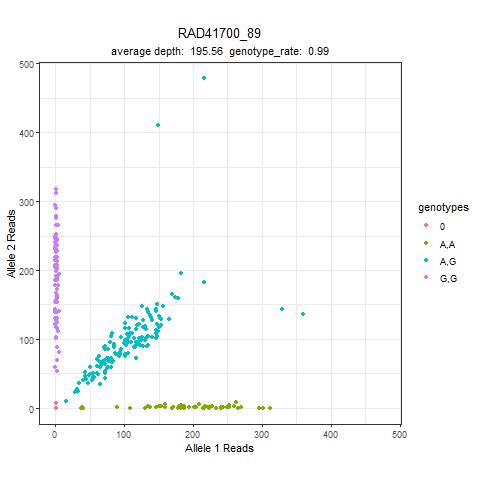 RAD41700_89
average depth: 195.56 genotype_rate: 0.99
500
400
300
200
100
0
Allele 2 Reads
0 100 200 300 400 500
Allele 1 Reads
genotypes
0
A,A
A,G
G,G